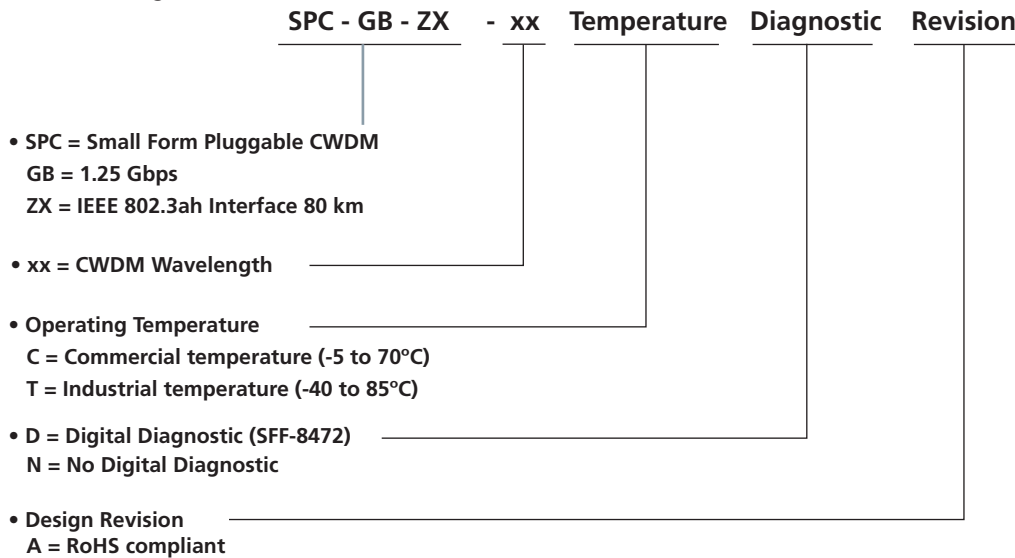 SPC - GB - ZX - xx Temperature Diagnostic Revision
• SPC = Small Form Pluggable CWDM
GB = 1.25 Gbps
ZX = IEEE 802.3ah Interface 80 km
• xx = CWDM Wavelength
• Operating Temperature
C = Commercial temperature (-5 to 70ºC)
T = Industrial temperature (-40 to 85ºC)
• D = Digital Diagnostic (SFF-8472)
N = No Digital Diagnostic
• Design Revision
A = RoHS compliant